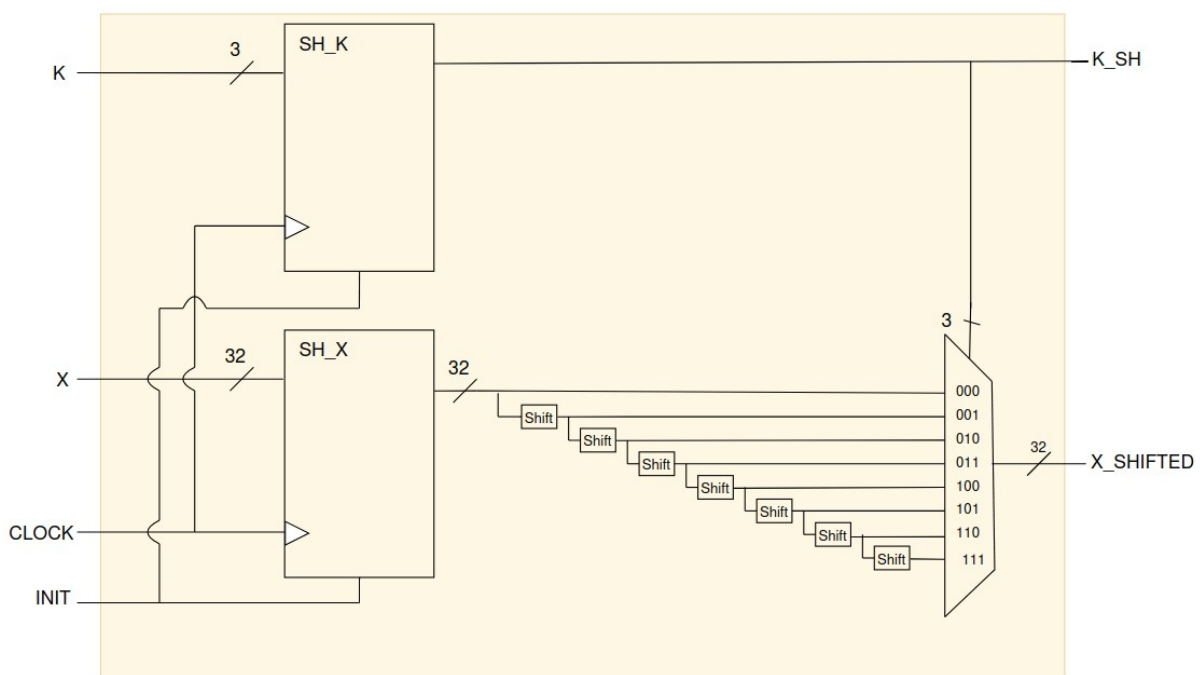 SH_K
3
K
K_SH
3
SH_X
32
X
32
000
Shift
001
Shift
010
Shift
011
32
X_SHIFTED
Shift
100
Shift
101
Shift
110
Shift
111
CLOCK
INIT